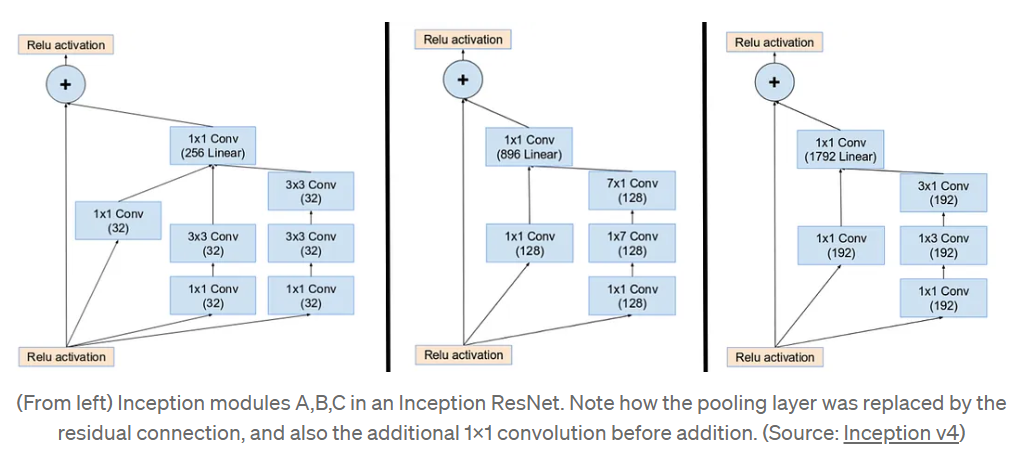 Relu activation
+
1x1 Conv
(256 Linear)
3x3 Conv
(32)
1x1 Conv
(32)
3x3 Conv
(32)
3x3 Conv
(32)
1x1 Conv
(32)
1x1 Conv
(32)
Relu activation
Relu activation
+
1x1 Conv
(896 Linear)
7x1 Conv
(128)
1x1 Conv
(128)
1x7 Conv
(128)
1x1 Conv
(128)
Relu activation
Relu activation
+
1x1 Conv
(1792 Linear)
3x1 Conv
(192)
1x1 Conv
(192)
1x3 Conv
(192)
1x1 Conv
(192)
Relu activation
(From left) Inception modules A,B,C in an Inception ResNet. Note how the pooling layer was replaced by the
residual connection, and also the additional 1×1 convolution before addition. (Source: Inception v4)